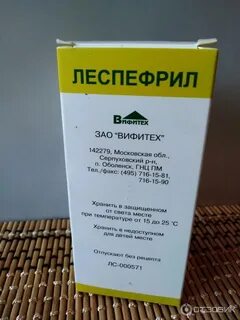 ЛЕСПЕФРИЛ
ВИФИТЕХ
ЗАО "ВИФИТЕХ"
142279, Московская обл.,
Серпуховский р-н,
п. Оболенск, ГНЦ ПМ
Тел./факс: (495) 716-15-81,
716-15-90
Хранить в защищенном
от света месте
при температуре от 15 до 25 °C
Хранить в недоступном
для детей месте
Отпускают без рецепта
ЛС-000571
ОТЗОВИК